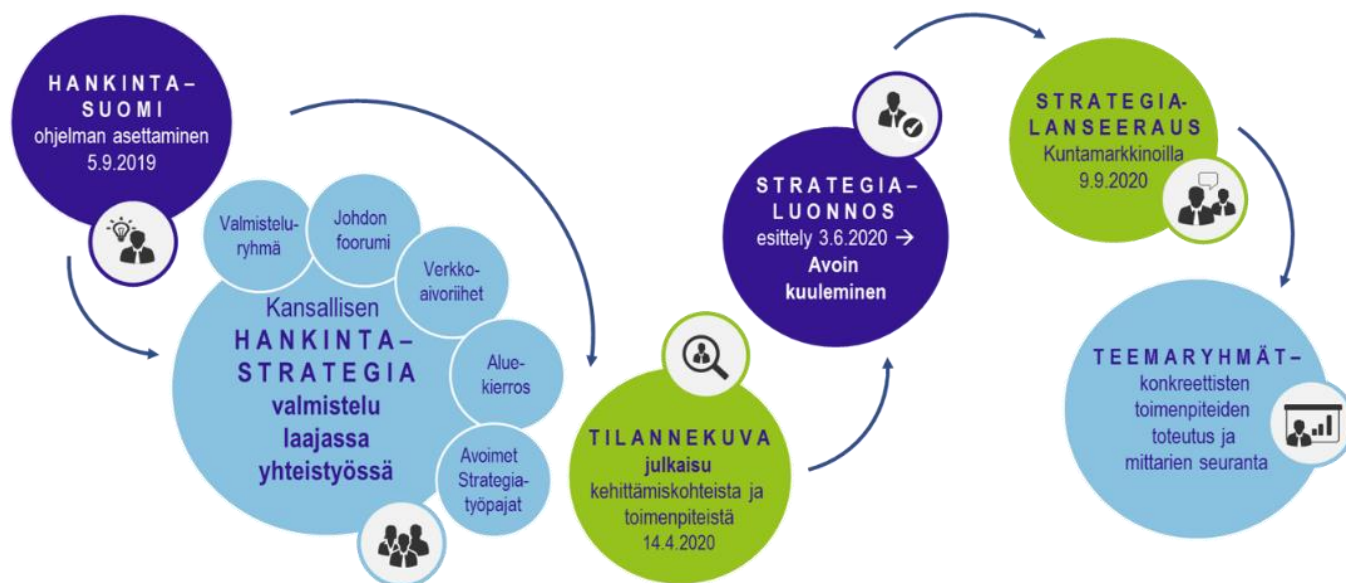 HANKINTA–
SUOMI
ohjelman asettaminen
5.9.2019
Valmistelu-
ryhmä
Johdon
foorumi
Verkko-
aivoriihet
Alue-
kierros
Avoimet
Strategia-
työpajat
Kansallisen
HANKINTA–
STRATEGIA
valmistelu
laajassa
yhteistyössä
TILANNEKUVA
julkaisu
kehittämiskohteista ja
toimenpiteistä
14.4.2020
STRATEGIA–
LUONNOS
esittely 3.6.2020 →
Avoin
kuuleminen
STRATEGIA-
LANSEERAUS
Kuntamarkkinoilla
9.9.2020
TEEMARYHMÄT–
konkreettisten
toimenpiteiden
toteutus ja
mittarien seuranta